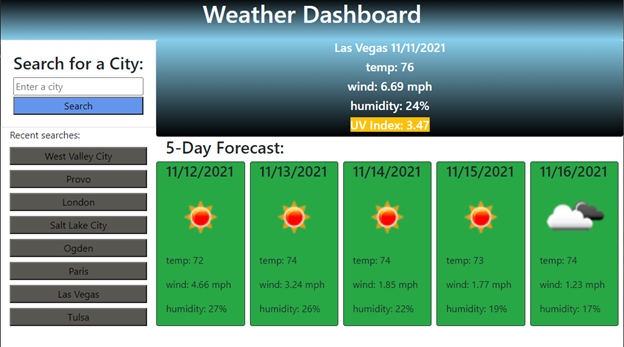 Weather Dashboard
Search for a City:
Enter a city
Search
Recent searches:
West Valley City
Provo
London
Salt Lake City
Ogden
Paris
Las Vegas
Tulsa
Las Vegas 11/11/2021
temp: 76
wind: 6.69 mph
humidity: 24%
UV Index: 3.47
5-Day Forecast:
11/12/2021
temp: 72
wind: 4.66 mph
humidity: 27%
11/13/2021
temp: 74
wind: 3.24 mph
humidity: 26%
11/14/2021
temp: 74
wind: 1.85 mph
humidity: 22%
11/15/2021
temp: 73
wind: 1.77 mph
humidity: 19%
11/16/2021
temp: 74
wind: 1.23 mph
humidity: 17%